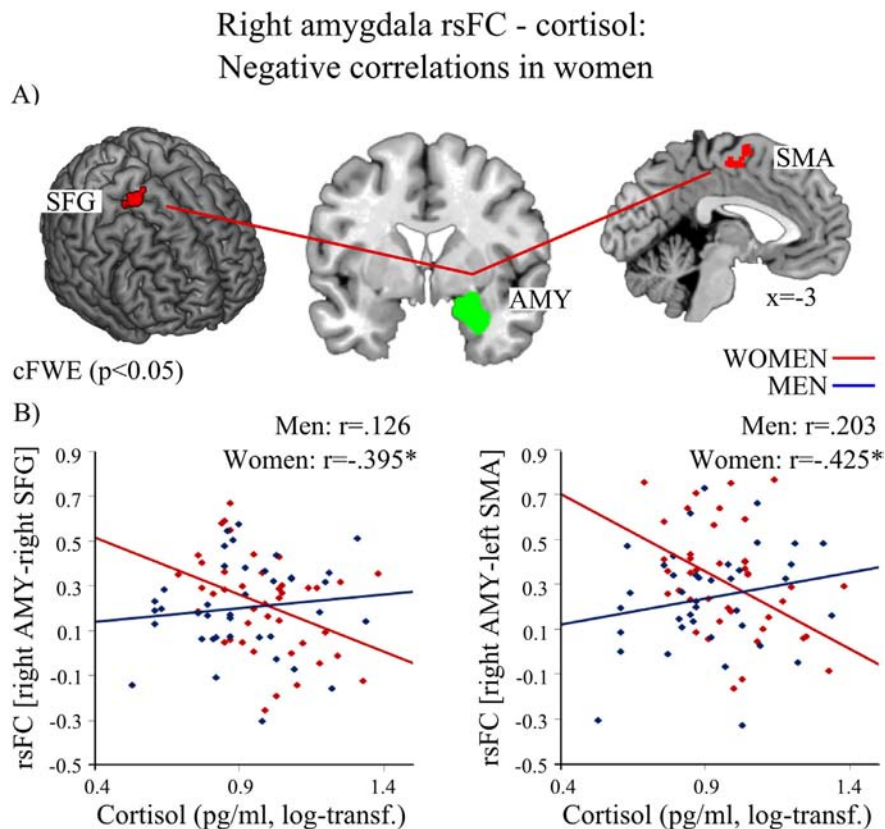 Right amygdala rsFC - cortisol:
Negative correlations in women
A)
SFG
AMY
SMA
x=-3
cFWE (p<0.05)
WOMEN
MEN
B)
Men: r=.126
Women: r=-.395*
rsFC [right AMY-right SFG]
0.9
0.7
0.5
0.3
0.1
-0.1
-0.3
-0.5
0.4
0.9
1.4
Cortisol (pg/ml, log-transf.)
Men: r=.203
Women: r=-.425*
rsFC [right AMY-left SMA]
0.9
0.7
0.5
0.3
0.1
-0.1
-0.3
-0.5
0.4
0.9
1.4
Cortisol (pg/ml, log-transf.)